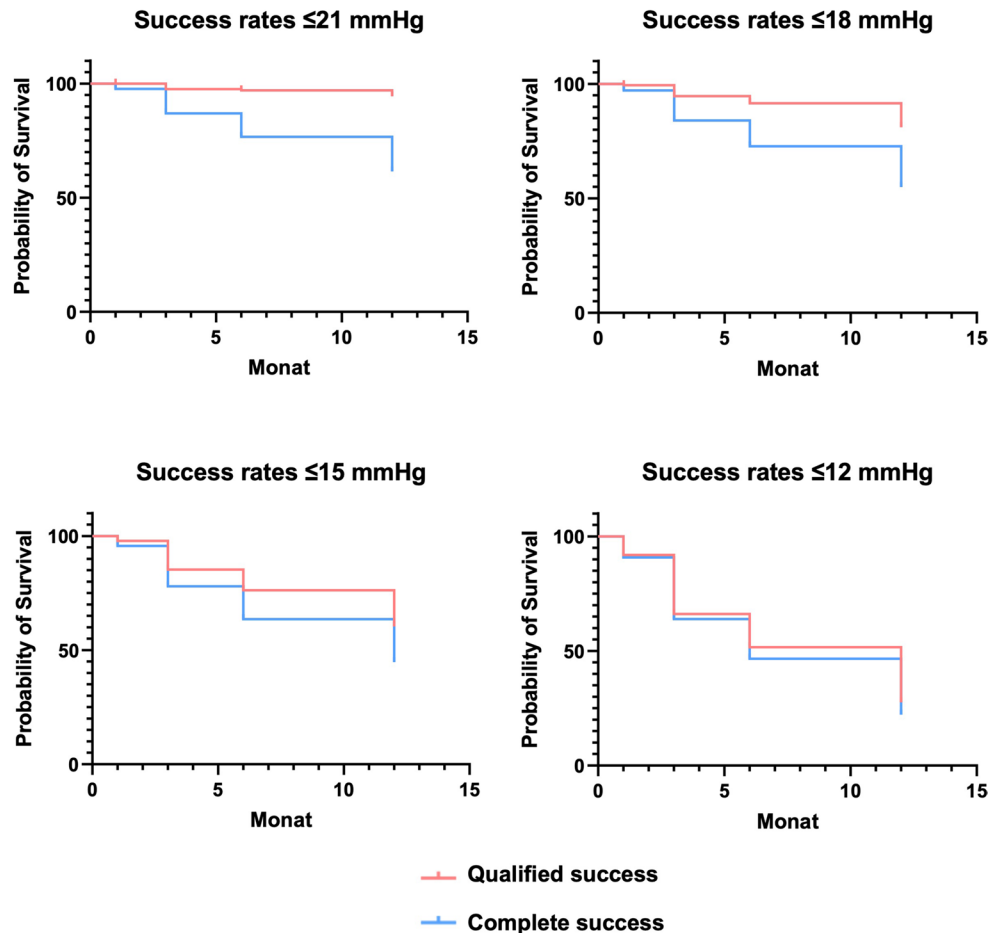 Success rates ≤21 mmHg
Probability of Survival
100
50
0
0 5 10 15
Monat
Success rates ≤18 mmHg
Probability of Survival
100
50
0
0 5 10 15
Monat
Success rates ≤15 mmHg
Probability of Survival
100
50
0
0 5 10 15
Monat
Success rates ≤12 mmHg
Probability of Survival
100
50
0
0 5 10 15
Monat
Qualified success
Complete success